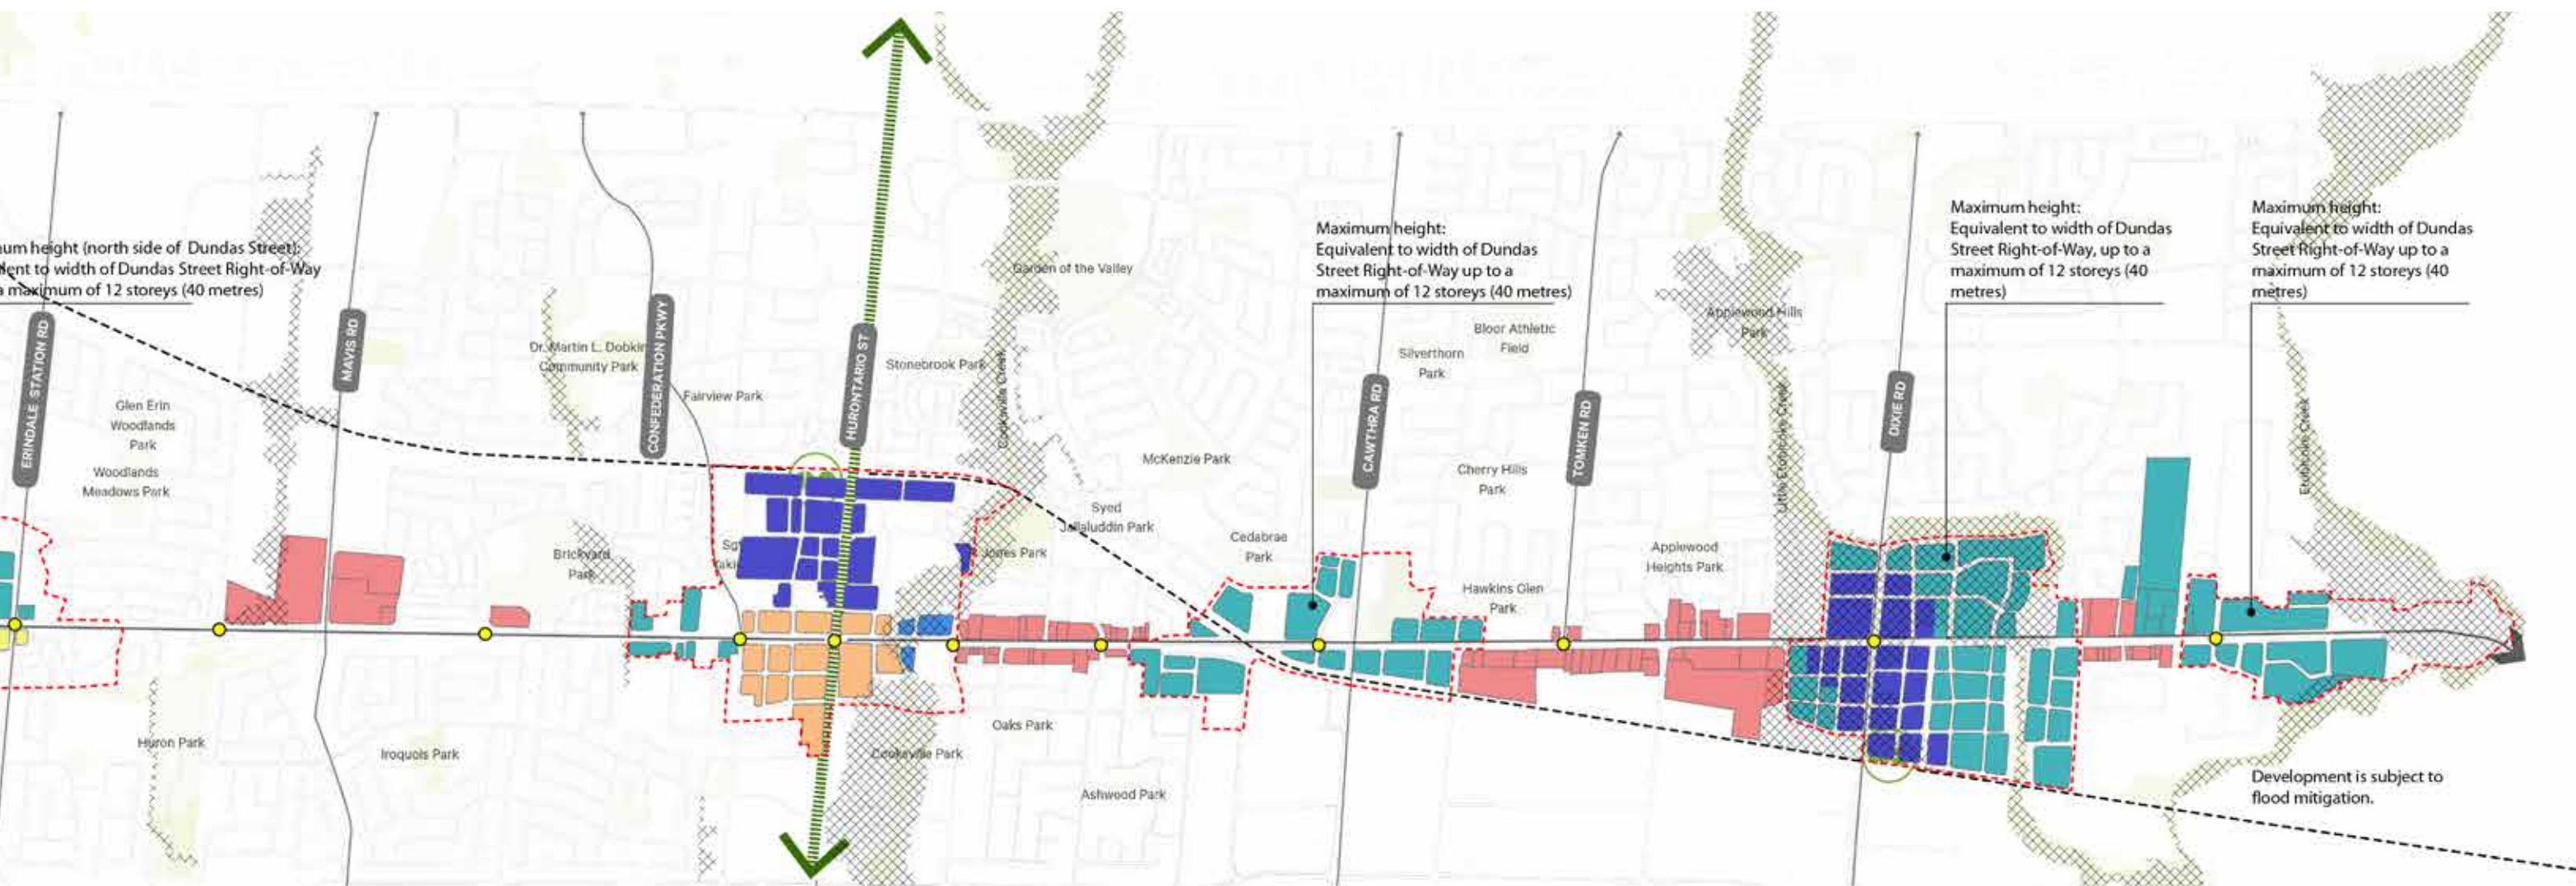 um height (north side of Dundas Street):
lent to width of Dundas Street Right-of-Way
a maximum of 12 storeys (40 metres)
Maximum height:
Equivalent to width of Dundas
Street Right-of-Way up to a
maximum of 12 storeys (40 metres)
Maximum height:
Equivalent to width of Dundas
Street Right-of-Way, up to a
maximum of 12 storeys (40
metres)
Maximum height:
Equivalent to width of Dundas
Street Right-of-Way up to a
maximum of 12 storeys (40
metres)
ERINDALE STATION RD
MAVIS RD
CONFEDERATION PKWY
HURONTARIO ST
CAWTHRA RD
TOMKEN RD
DIXIE RD
Garden of the Valley
Applewood Hills
Park
Bloor Athletic
Field
Silverthorn
Park
Dr. Martin L. Dobkin
Community Park
Stonebrook Park
Fairview Park
Cooksville Creek
Little Etobicoke Creek
Etobicoke Creek
Glen Erin
Woodlands
Park
Woodlands
Meadows Park
McKenzie Park
Cherry Hills
Park
Syed
Jallaluddin Park
Cedabrae
Park
Brickyard
Park
Sgt
Jones Park
Applewood
Heights Park
Hawkins Glen
Park
Huron Park
Iroquois Park
Cooksville Park
Oaks Park
Ashwood Park
Development is subject to
flood mitigation.